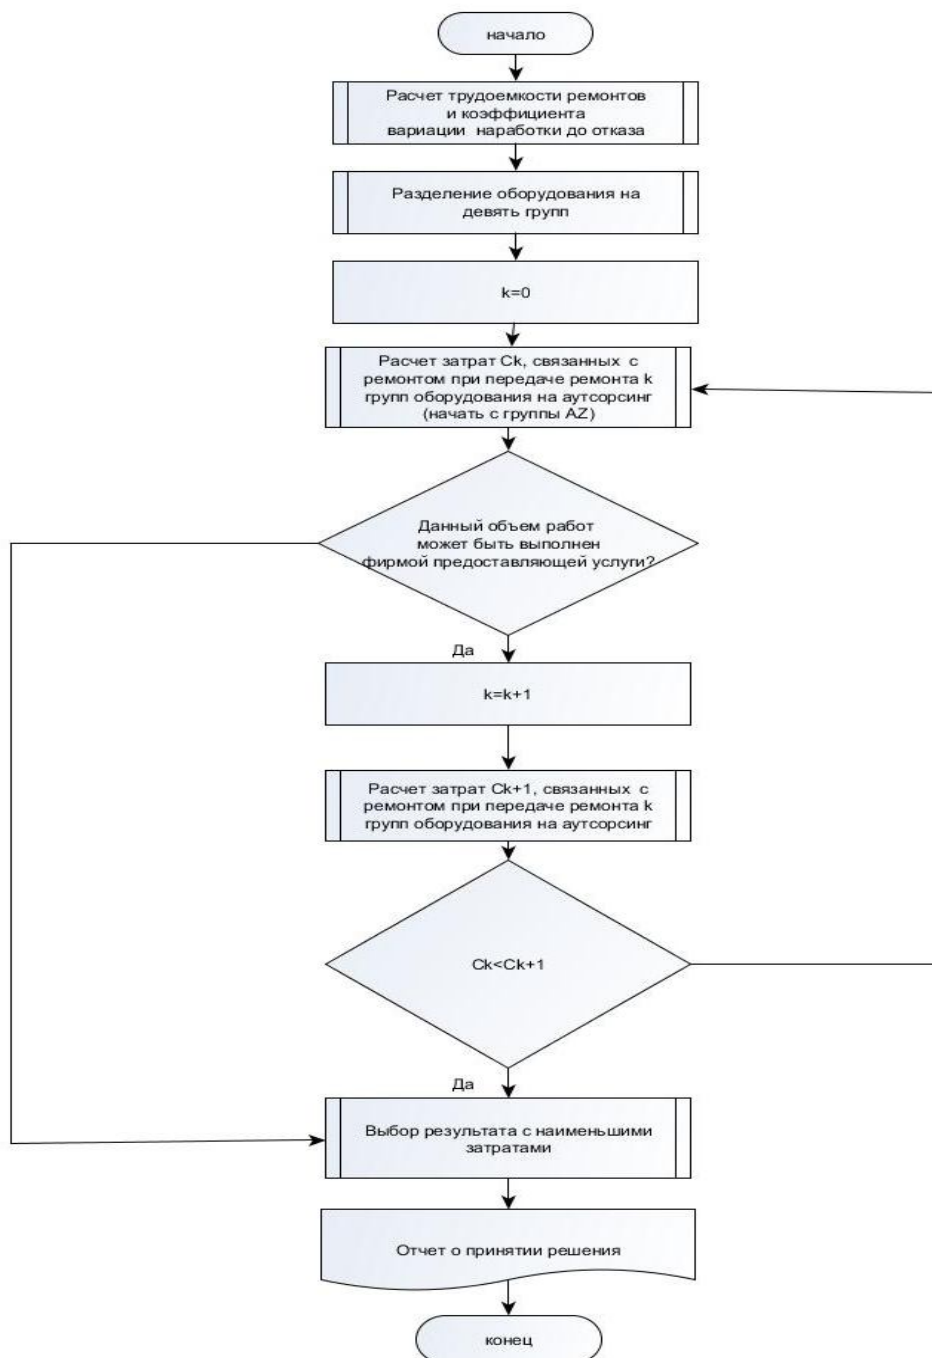 начало
Расчет трудоемкости ремонтов
и коэффициента
вариации наработки до отказа
Разделение оборудования на
девять групп
k=0
Расчет затрат Ck, связанных с
ремонтом при передаче ремонта k
групп оборудования на аутсорсинг
(начать с группы AZ)
Данный объем работ
может быть выполнен
фирмой предоставляющей услуги?
Да
k=k+1
Расчет затрат Ck+1, связанных с
ремонтом при передаче ремонта k
групп оборудования на аутсорсинг
Ck<Ck+1
Да
Выбор результата с наименьшими
затратами
Отчет о принятии решения
конец